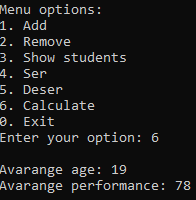 Menu options:
1. Add
2. Remove
3. Show students
4. Ser
5. Deser
6. Calculate
0. Exit
Enter your option: 6
Avarange age: 19
Avarange performance: 78